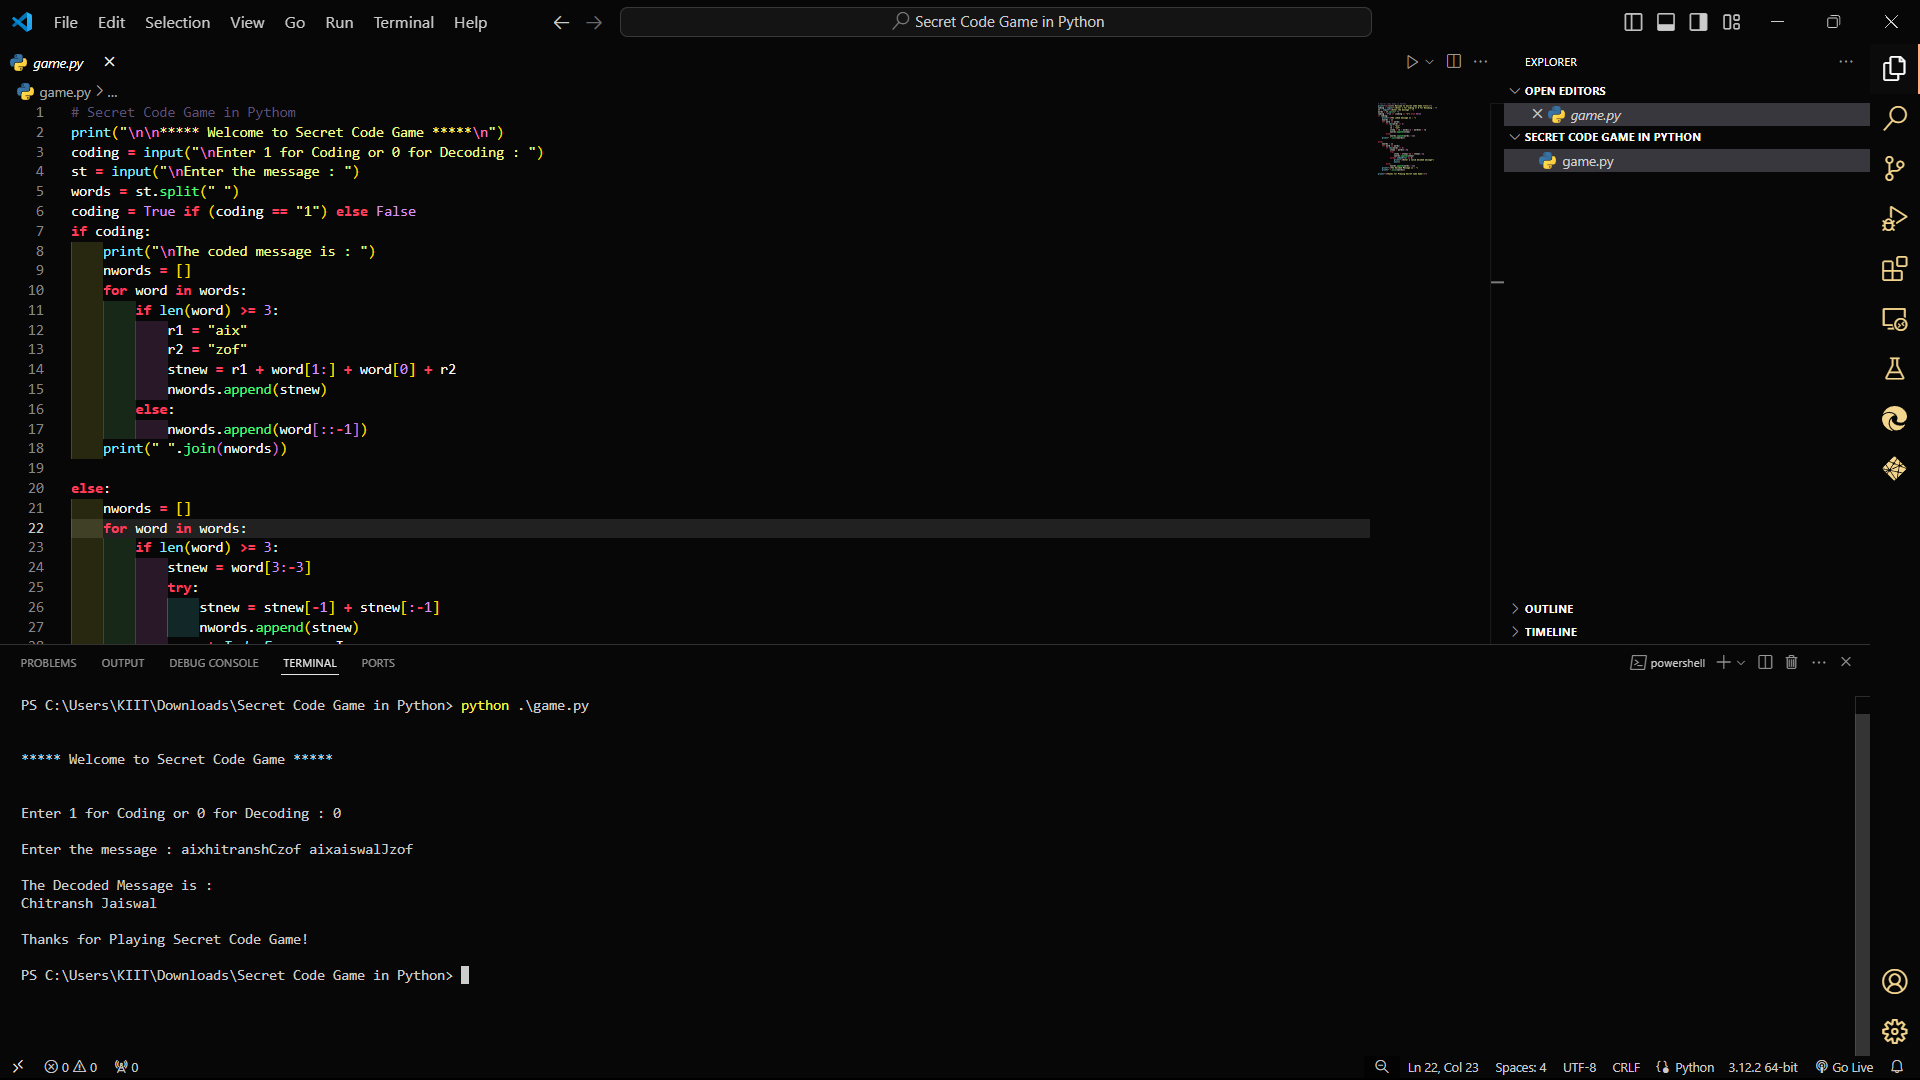 File Edit Selection View Go Run Terminal Help
Secret Code Game in Python
game.py
game.py > ...
1 # Secret Code Game in Pythom
2 print("\n\n***** Welcome to Secret Code Game *****\n")
3 coding = input("\nEnter 1 for Coding or 0 for Decoding : ")
4 st = input("\nEnter the message : ")
5 words = st.split(" ")
6 coding = True if (coding == "1") else False
7 if coding:
8 print("\nThe coded message is : ")
9 nwords = []
10 for word in words:
11 if len(word) >= 3:
12 r1 = "aix"
13 r2 = "zof"
14 stnew = r1 + word[1:] + word[0] + r2
15 nwords.append(stnew)
16 else:
17 nwords.append(word[::-1])
18 print(" ".join(nwords))
19
20 else:
21 nwords = []
22 for word in words:
23 if len(word) >= 3:
24 stnew = word[3:-3]
25 try:
26 stnew = stnew[-1] + stnew[:-1]
27 nwords.append(stnew)
EXPLORER
OPEN EDITORS
game.py
SECRET CODE GAME IN PYTHON
game.py
OUTLINE
TIMELINE
PROBLEMS OUTPUT DEBUG CONSOLE TERMINAL PORTS
powershell
PS C:\Users\KIIT\Downloads\Secret Code Game in Python> python .\game.py
***** Welcome to Secret Code Game *****
Enter 1 for Coding or 0 for Decoding : 0
Enter the message : aixhitranshCzof aixaiswalJzof
The Decoded Message is :
Chitransh Jaiswal
Thanks for Playing Secret Code Game!
PS C:\Users\KIIT\Downloads\Secret Code Game in Python>
0 0 0
Ln 22, Col 23 Spaces: 4 UTF-8 CRLF Python 3.12.2 64-bit Go Live